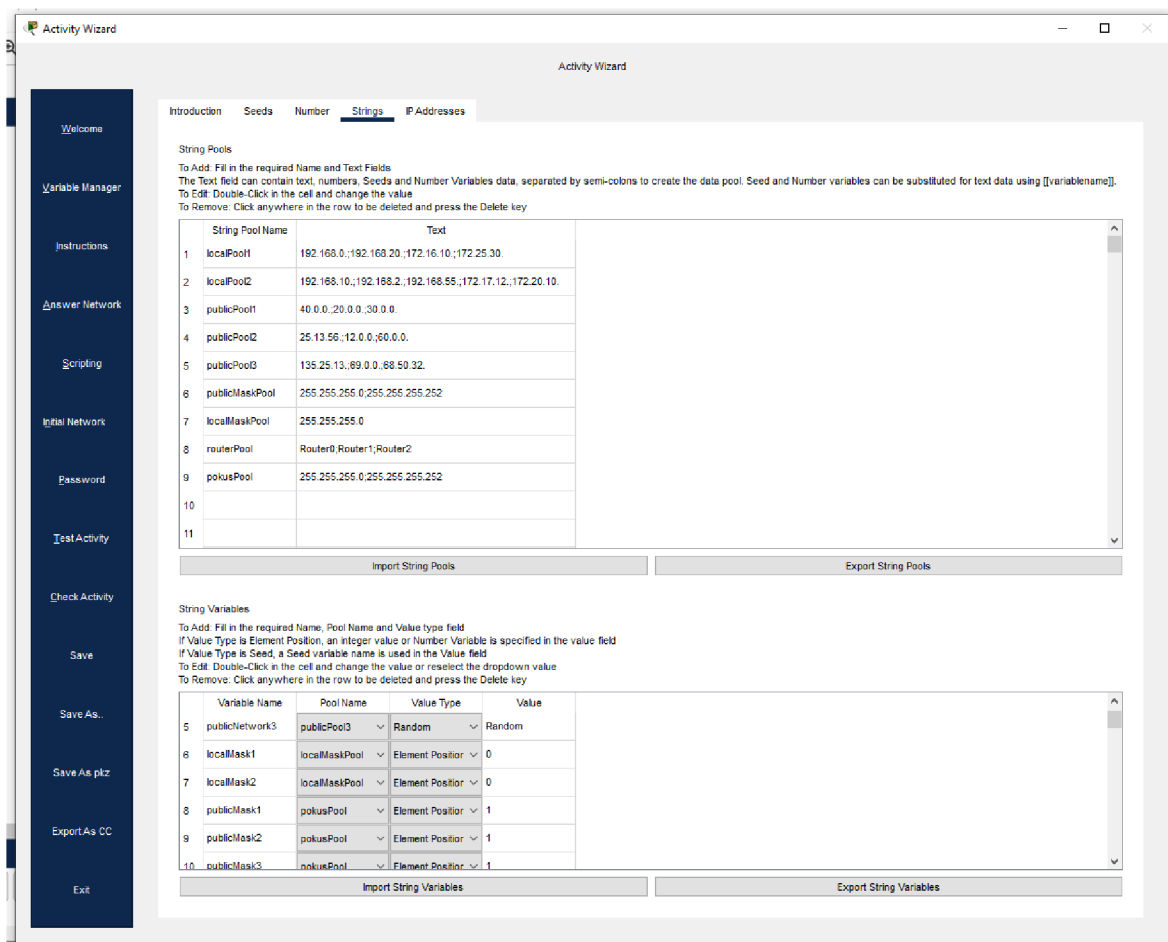 Activity Wizard
Activity Wizard
Welcome
Variable Manager
Instructions
Answer Network
Scripting
Initial Network
Password
Test Activity
Check Activity
Save
Save As..
Save As pkz
Export As CC
Exit
Introduction Seeds Number Strings IP Addresses
String Pools
To Add: Fill in the required Name and Text Fields
The Text field can contain text, numbers, Seeds and Number Variables data, separated by semi-colons to create the data pool. Seed and Number variables can be substituted for text data using [[variablename]].
To Edit: Double-Click in the cell and change the value
To Remove: Click anywhere in the row to be deleted and press the Delete key
String Pool Name Text
1 localPool1 192.168.0.;192.168.20.;172.16.10.;172.25.30.
2 localPool2 192.168.10.;192.168.2.;192.168.55.;172.17.12.;172.20.10.
3 publicPool1 40.0.0.;20.0.0.;30.0.0.
4 publicPool2 25.13.56.;12.0.0.;60.0.0.
5 publicPool3 135.25.13.;69.0.0.;68.50.32.
6 publicMaskPool 255.255.255.0;255.255.255.252
7 localMaskPool 255.255.255.0
8 routerPool Router0;Router1;Router2
9 pokusPool 255.255.255.0;255.255.255.252
10
11
Import String Pools Export String Pools
String Variables
To Add: Fill in the required Name, Pool Name and Value type field
If Value Type is Element Position, an integer value or Number Variable is specified in the value field
If Value Type is Seed, a Seed variable name is used in the Value field
To Edit: Double-Click in the cell and change the value or reselect the dropdown value
To Remove: Click anywhere in the row to be deleted and press the Delete key
Variable Name Pool Name Value Type Value
5 publicNetwork3 publicPool3 Random Random
6 localMask1 localMaskPool Element Position 0
7 localMask2 localMaskPool Element Position 0
8 publicMask1 pokusPool Element Position 1
9 publicMask2 pokusPool Element Position 1
10 publicMask3 pokusPool Element Position 1
Import String Variables Export String Variables